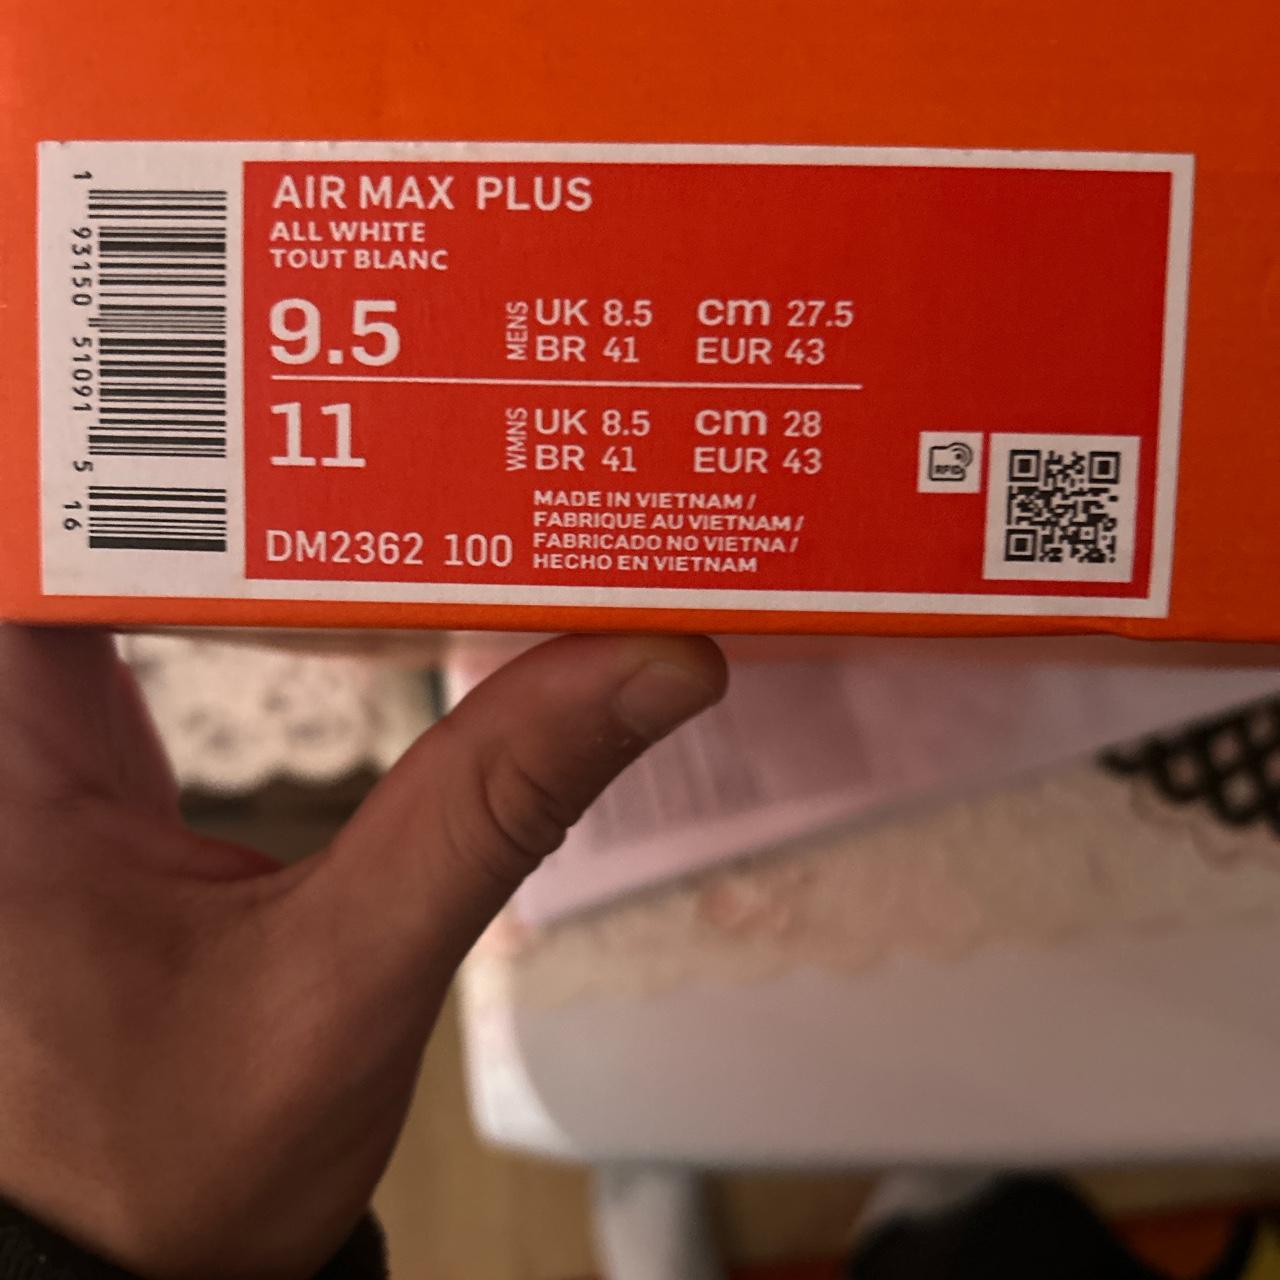 1 93150 51091 5 16
AIR MAX PLUS
ALL WHITE
TOUT BLANC
9.5 MENS UK 8.5 cm 27.5
BR 41 EUR 43
11 WMNS UK 8.5 cm 28
BR 41 EUR 43
DM2362 100
MADE IN VIETNAM /
FABRIQUE AU VIETNAM /
FABRICADO NO VIETNA /
HECHO EN VIETNAM
RFID